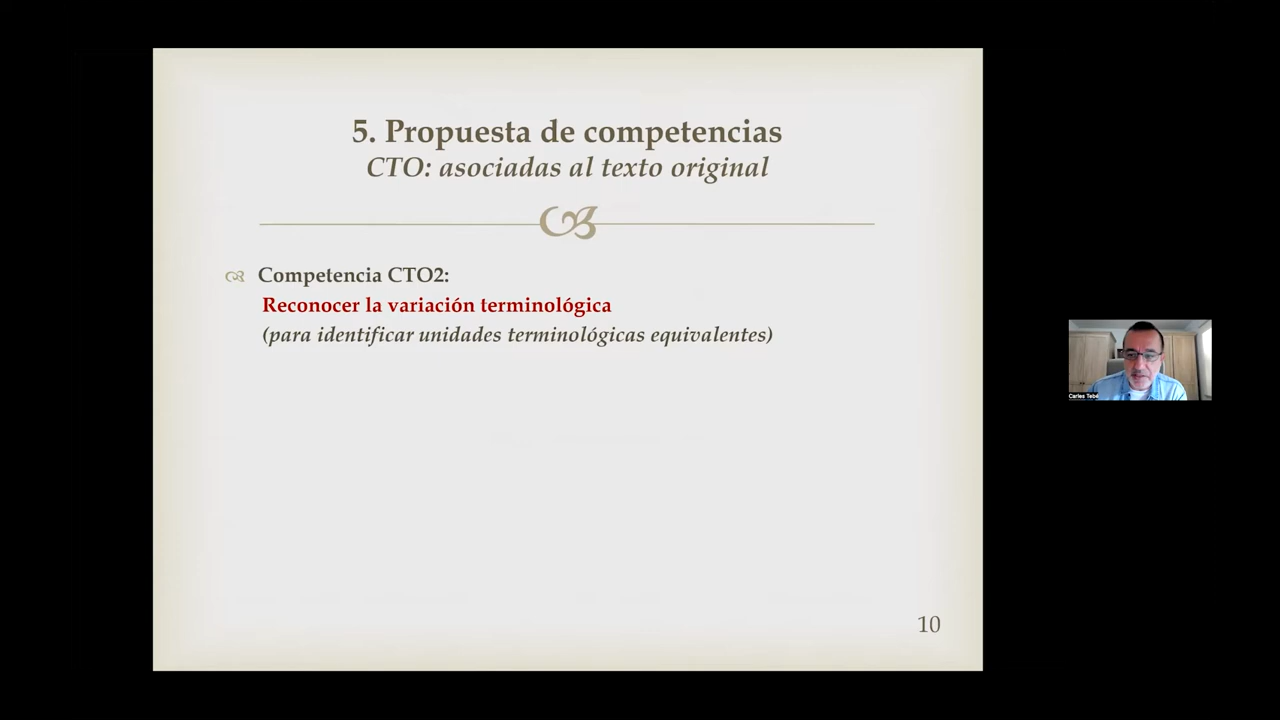 5. Propuesta de competencias
CTO: asociadas al texto original
Competencia CTO2:
Reconocer la variación terminológica
(para identificar unidades terminológicas equivalentes)
10
Carles Tebé